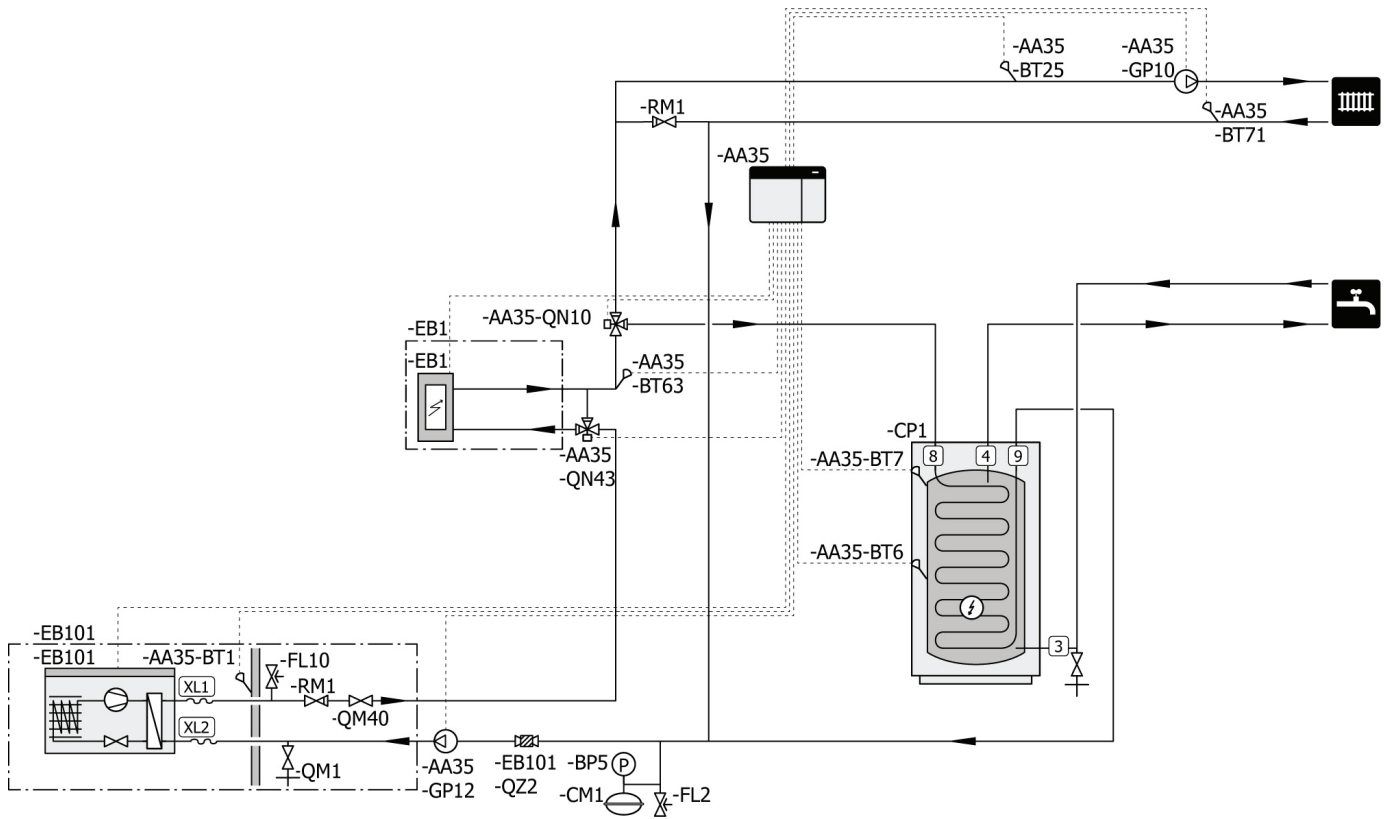 -AA35
-BT25
-AA35
-GP10
-RM1
-AA35
-BT71
-AA35
-AA35-QN10
-EB1
-EB1
-AA35
-BT63
-AA35
-QN43
-CP1
8
4
9
-AA35-BT7
-AA35-BT6
3
-EB101
-EB101
-AA35-BT1
-FL10
XL1
-RM1
-QM40
XL2
-QM1
-AA35
-GP12
-EB101
-QZ2
-BP5
P
-CM1
-FL2